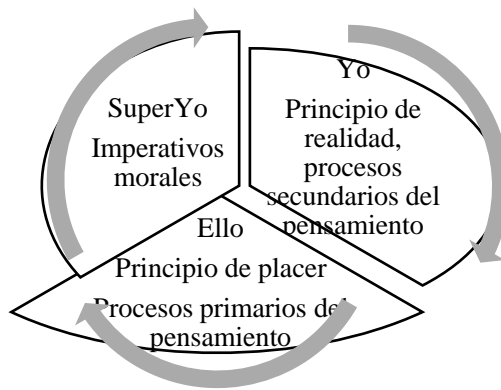 SuperYo
Imperativos
morales
Yo
Principio de
realidad,
procesos
secundarios del
pensamiento
Ello
Principio de placer
Procesos primarios del
pensamiento